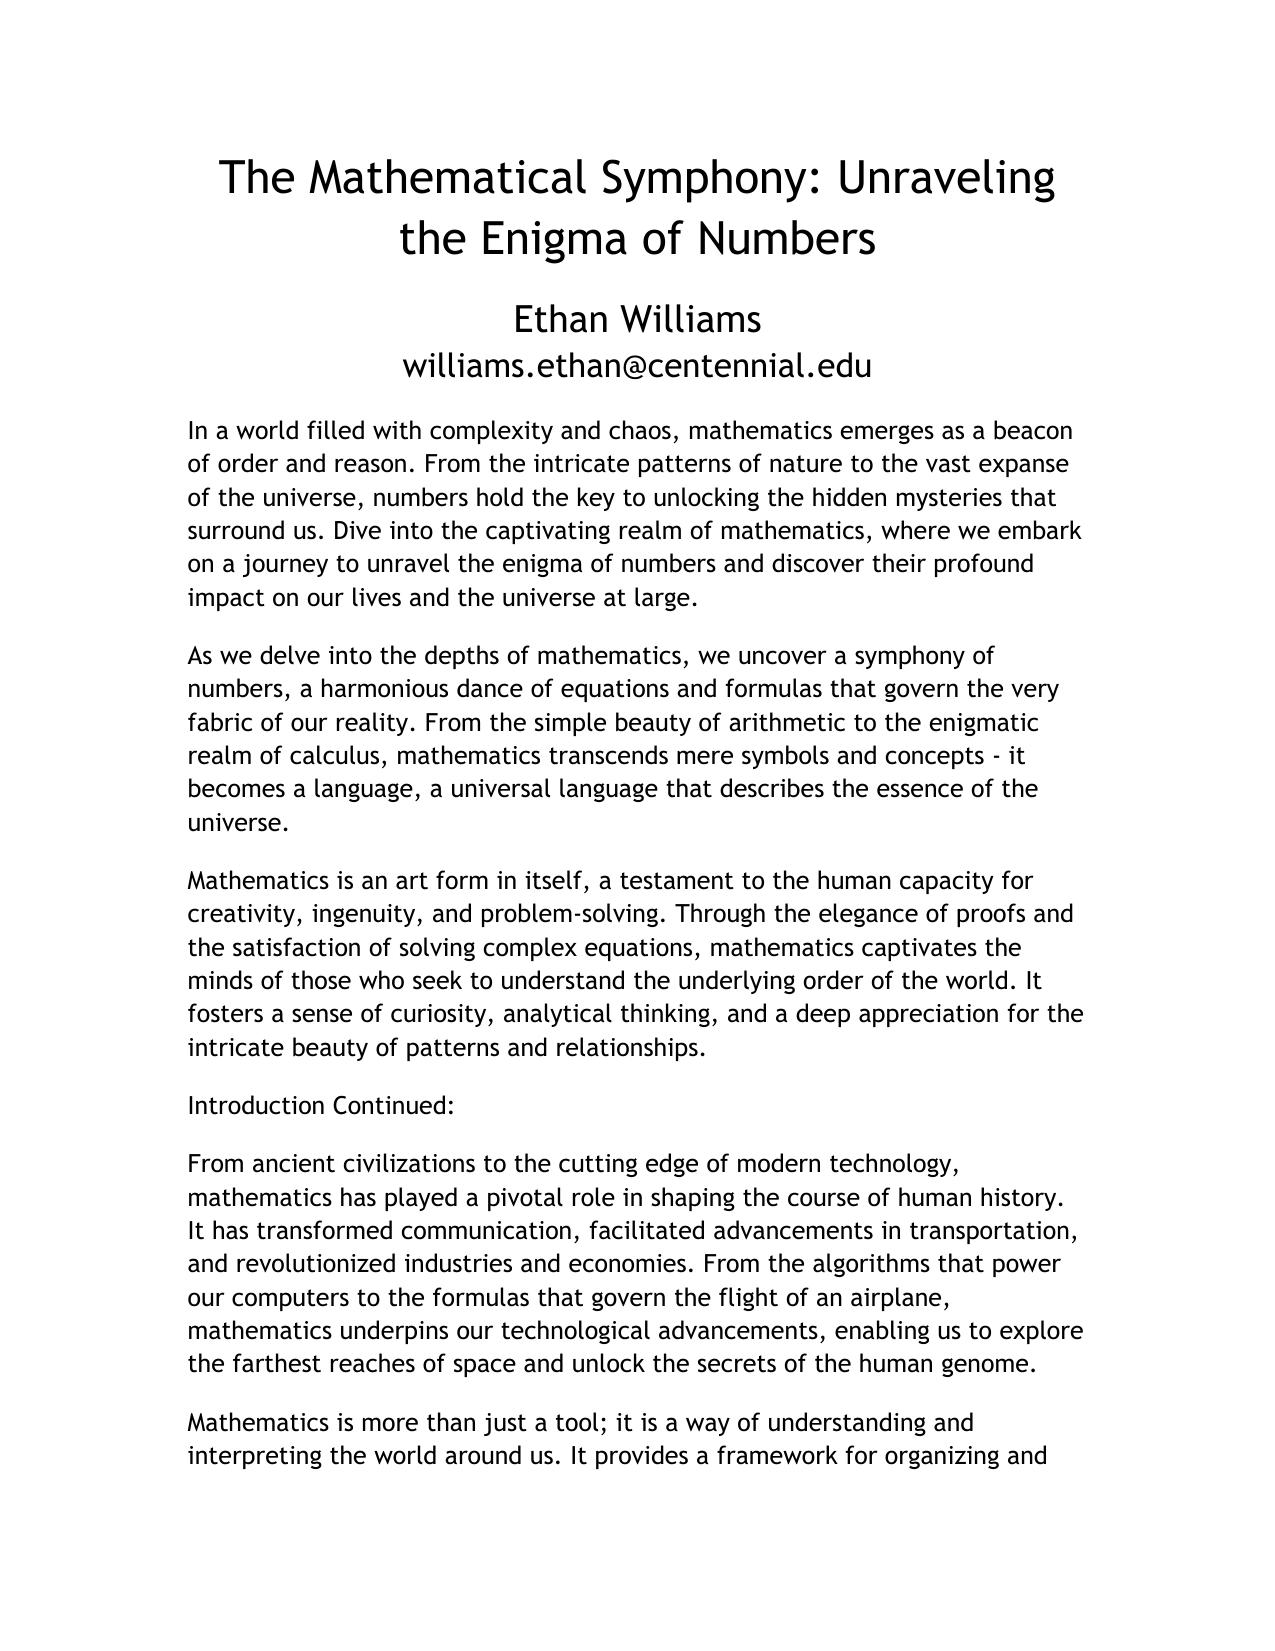 The Mathematical Symphony: Unraveling
the Enigma of Numbers
Ethan Williams
williams.ethan@centennial.edu
In a world filled with complexity and chaos, mathematics emerges as a beacon
of order and reason. From the intricate patterns of nature to the vast expanse
of the universe, numbers hold the key to unlocking the hidden mysteries that
surround us. Dive into the captivating realm of mathematics, where we embark
on a journey to unravel the enigma of numbers and discover their profound
impact on our lives and the universe at large.
As we delve into the depths of mathematics, we uncover a symphony of
numbers, a harmonious dance of equations and formulas that govern the very
fabric of our reality. From the simple beauty of arithmetic to the enigmatic
realm of calculus, mathematics transcends mere symbols and concepts - it
becomes a language, a universal language that describes the essence of the
universe.
Mathematics is an art form in itself, a testament to the human capacity for
creativity, ingenuity, and problem-solving. Through the elegance of proofs and
the satisfaction of solving complex equations, mathematics captivates the
minds of those who seek to understand the underlying order of the world. It
fosters a sense of curiosity, analytical thinking, and a deep appreciation for the
intricate beauty of patterns and relationships.
Introduction Continued:
From ancient civilizations to the cutting edge of modern technology,
mathematics has played a pivotal role in shaping the course of human history.
It has transformed communication, facilitated advancements in transportation,
and revolutionized industries and economies. From the algorithms that power
our computers to the formulas that govern the flight of an airplane,
mathematics underpins our technological advancements, enabling us to explore
the farthest reaches of space and unlock the secrets of the human genome.
Mathematics is more than just a tool; it is a way of understanding and
interpreting the world around us. It provides a framework for organizing and